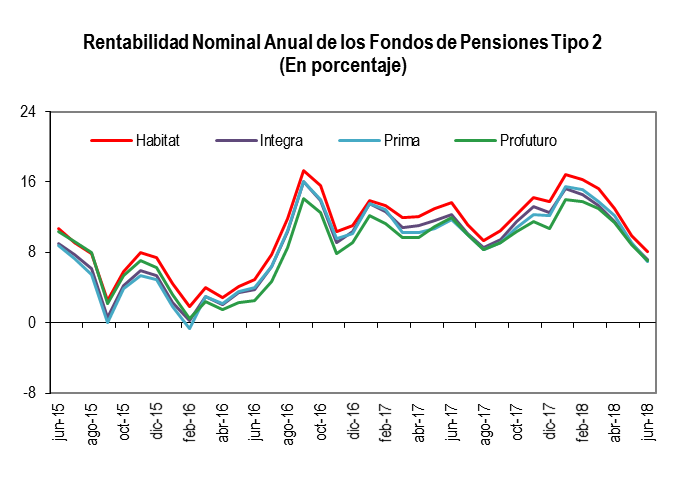 Rentabilidad Nominal Anual de los Fondos de Pensiones Tipo 2
(En porcentaje)
24
Habitat Integra Prima Profuturo
16
8
0
-8
jun-15 ago-15 oct-15 dic-15 feb-16 abr-16 jun-16 ago-16 oct-16 dic-16 feb-17 abr-17 jun-17 ago-17 oct-17 dic-17 feb-18 abr-18 jun-18